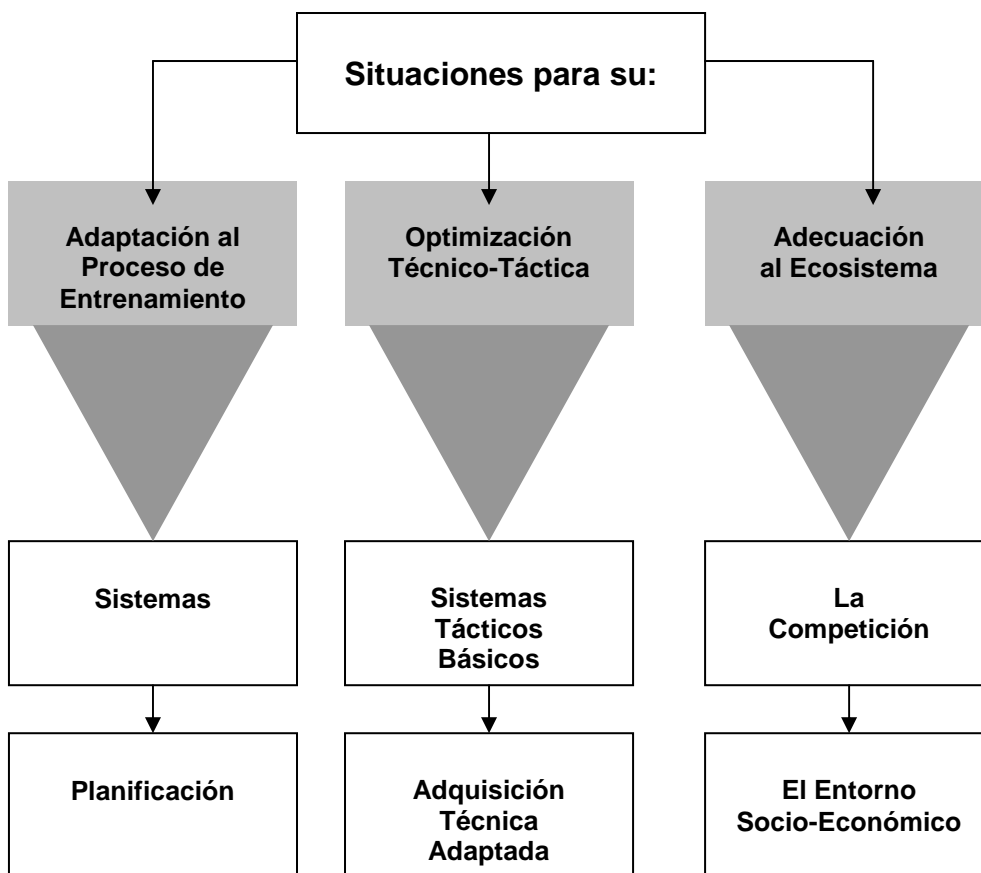 Situaciones para su:
Adaptación al
Proceso de
Entrenamiento
Optimización
Técnico-Táctica
Adecuación
al Ecosistema
Sistemas
Sistemas
Tácticos
Básicos
La
Competición
Planificación
Adquisición
Técnica
Adaptada
El Entorno
Socio-Económico